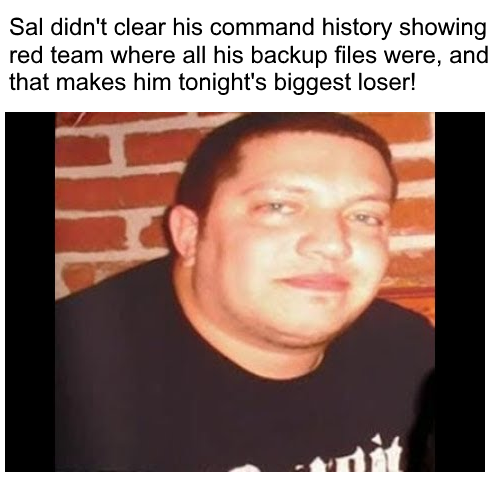 Sal didn't clear his command history showing
red team where all his backup files were, and
that makes him tonight's biggest loser!